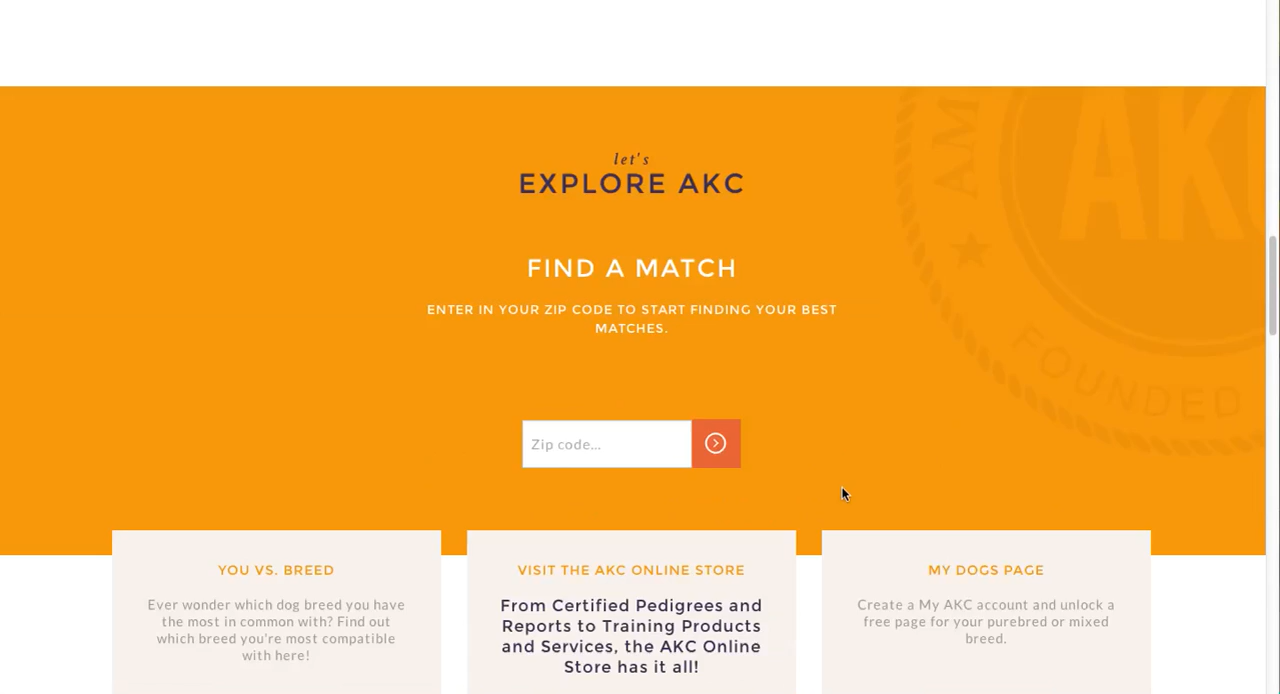 let's
EXPLORE AKC
AM
AKC
FOUNDED
FIND A MATCH
ENTER IN YOUR ZIP CODE TO START FINDING YOUR BEST
MATCHES.
Zip code...
YOU VS. BREED
Ever wonder which dog breed you have
the most in common with? Find out
which breed you're most compatible
with here!
VISIT THE AKC ONLINE STORE
From Certified Pedigrees and
Reports to Training Products
and Services, the AKC Online
Store has it all!
MY DOGS PAGE
Create a My AKC account and unlock a
free page for your purebred or mixed
breed.